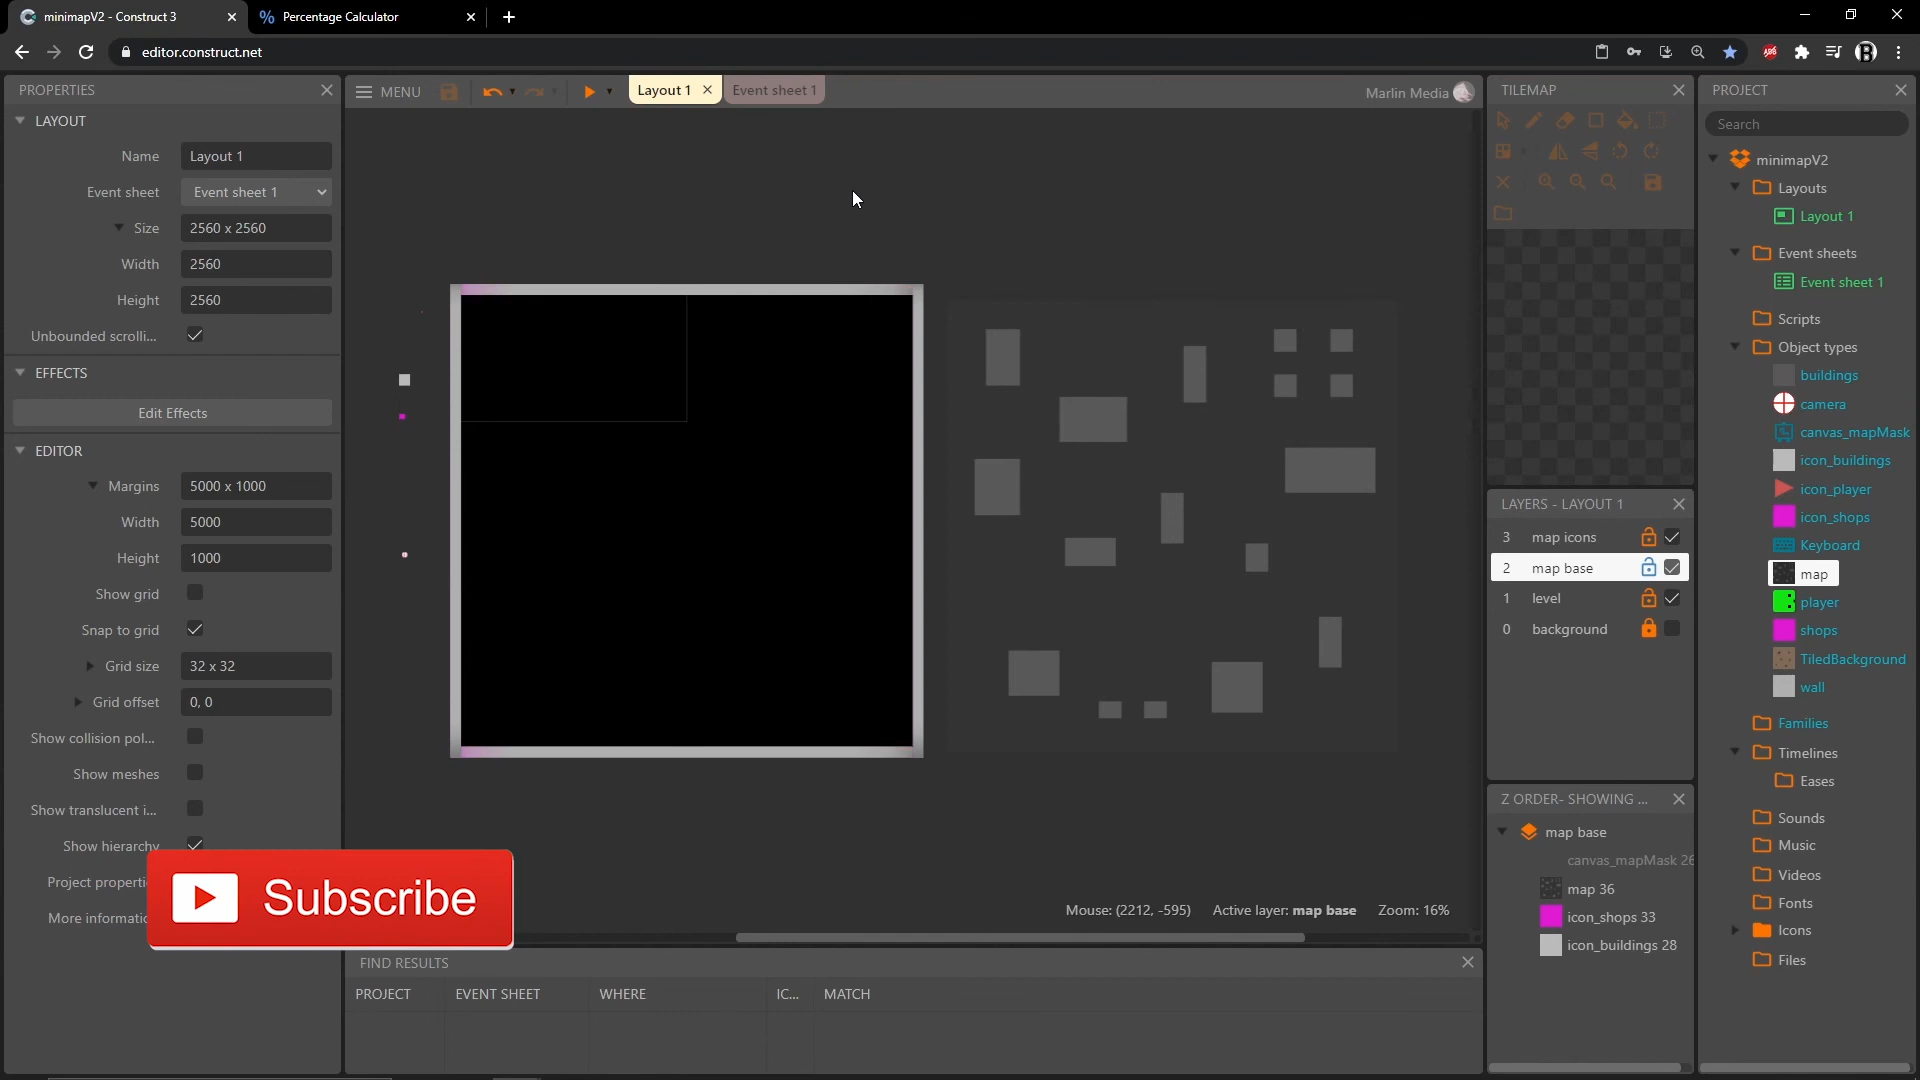 minimapV2 - Construct 3
Percentage Calculator
editor.construct.net
PROPERTIES
LAYOUT
Name Layout 1
Event sheet Event sheet 1
Size 2560 x 2560
Width 2560
Height 2560
Unbounded scrolli...
EFFECTS
Edit Effects
EDITOR
Margins 5000 x 1000
Width 5000
Height 1000
Show grid
Snap to grid
Grid size 32 x 32
Grid offset 0, 0
Show collision pol...
Show meshes
Show translucent i...
Show hierarchy
Project properti
More informatio
Subscribe
MENU
Layout 1
Event sheet 1
Marlin Media
Mouse: (2212, -595) Active layer: map base Zoom: 16%
FIND RESULTS
PROJECT EVENT SHEET WHERE IC... MATCH
TILEMAP
LAYERS - LAYOUT 1
3 map icons
2 map base
1 level
0 background
Z ORDER- SHOWING ...
map base
canvas_mapMask 26
map 36
icon_shops 33
icon_buildings 28
PROJECT
Search
minimapV2
Layouts
Layout 1
Event sheets
Event sheet 1
Scripts
Object types
buildings
camera
canvas_mapMask
icon_buildings
icon_player
icon_shops
Keyboard
map
player
shops
TiledBackground
wall
Families
Timelines
Eases
Sounds
Music
Videos
Fonts
Icons
Files